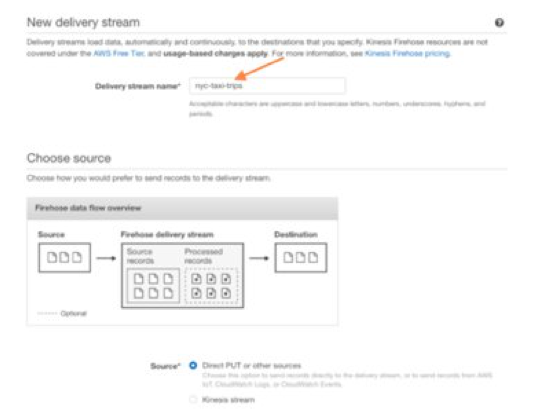 New delivery stream
Delivery streams load data, automatically and continuously, to the destinations that you specify. Kinesis Firehose resources are not
covered under the AWS Free Tier, and usage-based charges apply. For more information, see Kinesis Firehose pricing.
Delivery stream name* nyc-taxi-trips
Acceptable characters are uppercase and lowercase letters, numbers, underscores, hyphens, and
periods.
Choose source
Choose how you would prefer to send records to the delivery stream.
Firehose data flow overview
Source Firehose delivery stream Destination
Source Processed
records records
Optional
Source* Direct PUT or other sources
Choose this option to send records directly to the delivery stream, or to send records from AWS
IoT, CloudWatch Logs, or CloudWatch Events.
Kinesis stream